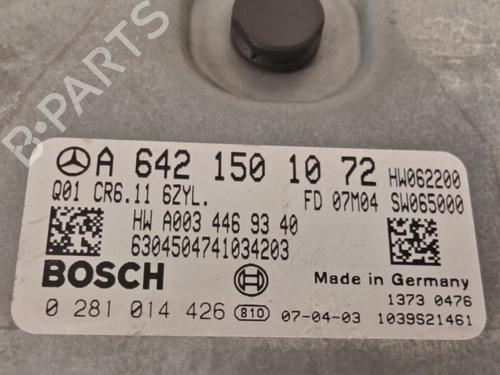 A 642 150 10 72 HW062200
Q01 CR6.11 6ZYL. FD 07M04 SW065000
HW A003 446 93 40
6304504741034203
BOSCH
Made in Germany
1373 0476
0 281 014 426 810 07-04-03 1039S21461
B-PARTS